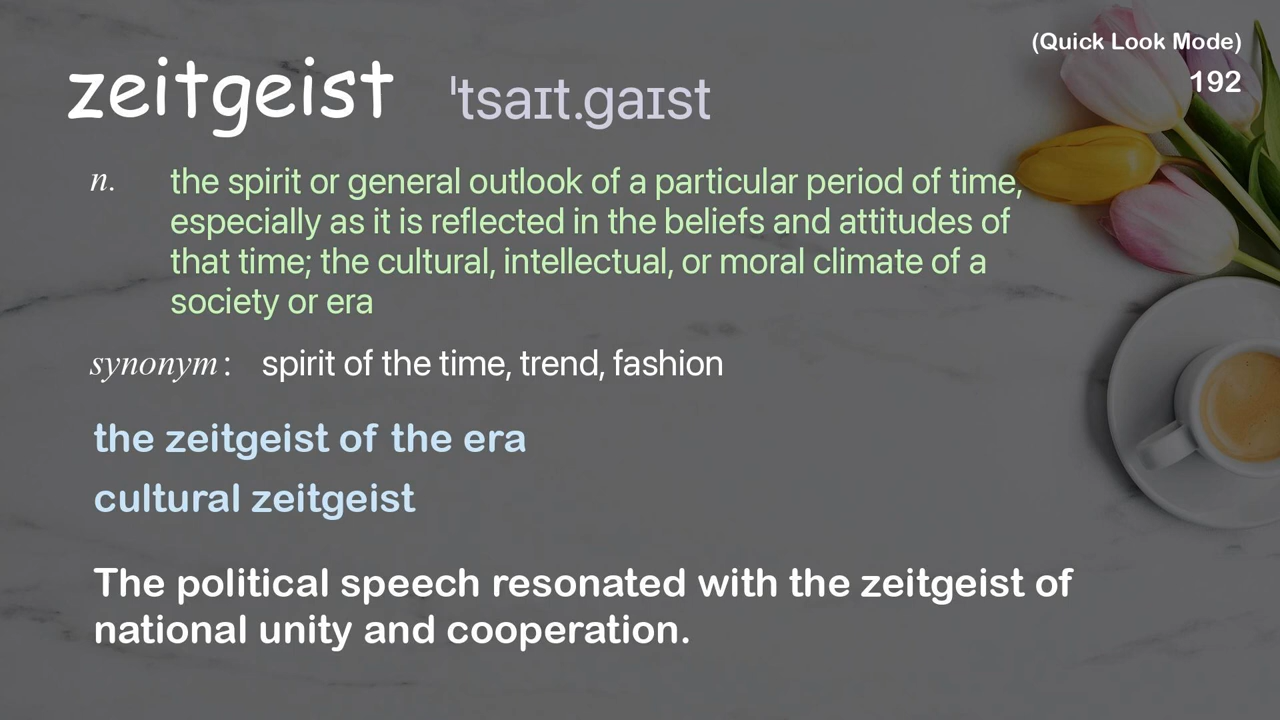 (Quick Look Mode)
192
zeitgeist ˈtsaɪt.gaɪst
n. the spirit or general outlook of a particular period of time,
especially as it is reflected in the beliefs and attitudes of
that time; the cultural, intellectual, or moral climate of a
society or era
synonym: spirit of the time, trend, fashion
the zeitgeist of the era
cultural zeitgeist
The political speech resonated with the zeitgeist of
national unity and cooperation.